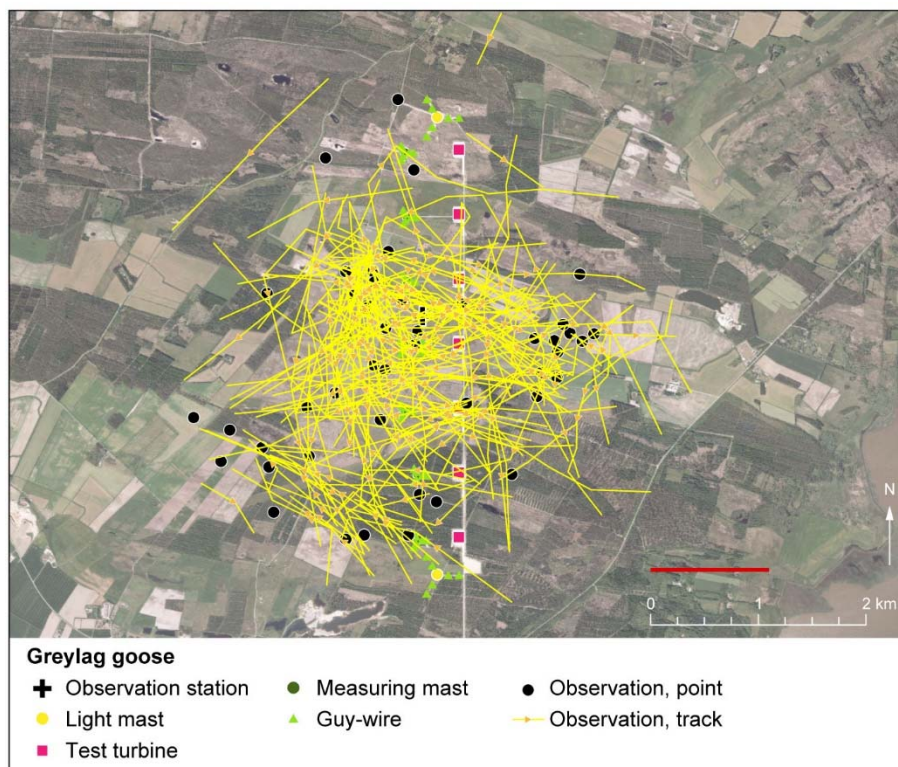 N
0 1 2 km
Greylag goose
Observation station
Measuring mast
Observation, point
Light mast
Guy-wire
Observation, track
Test turbine